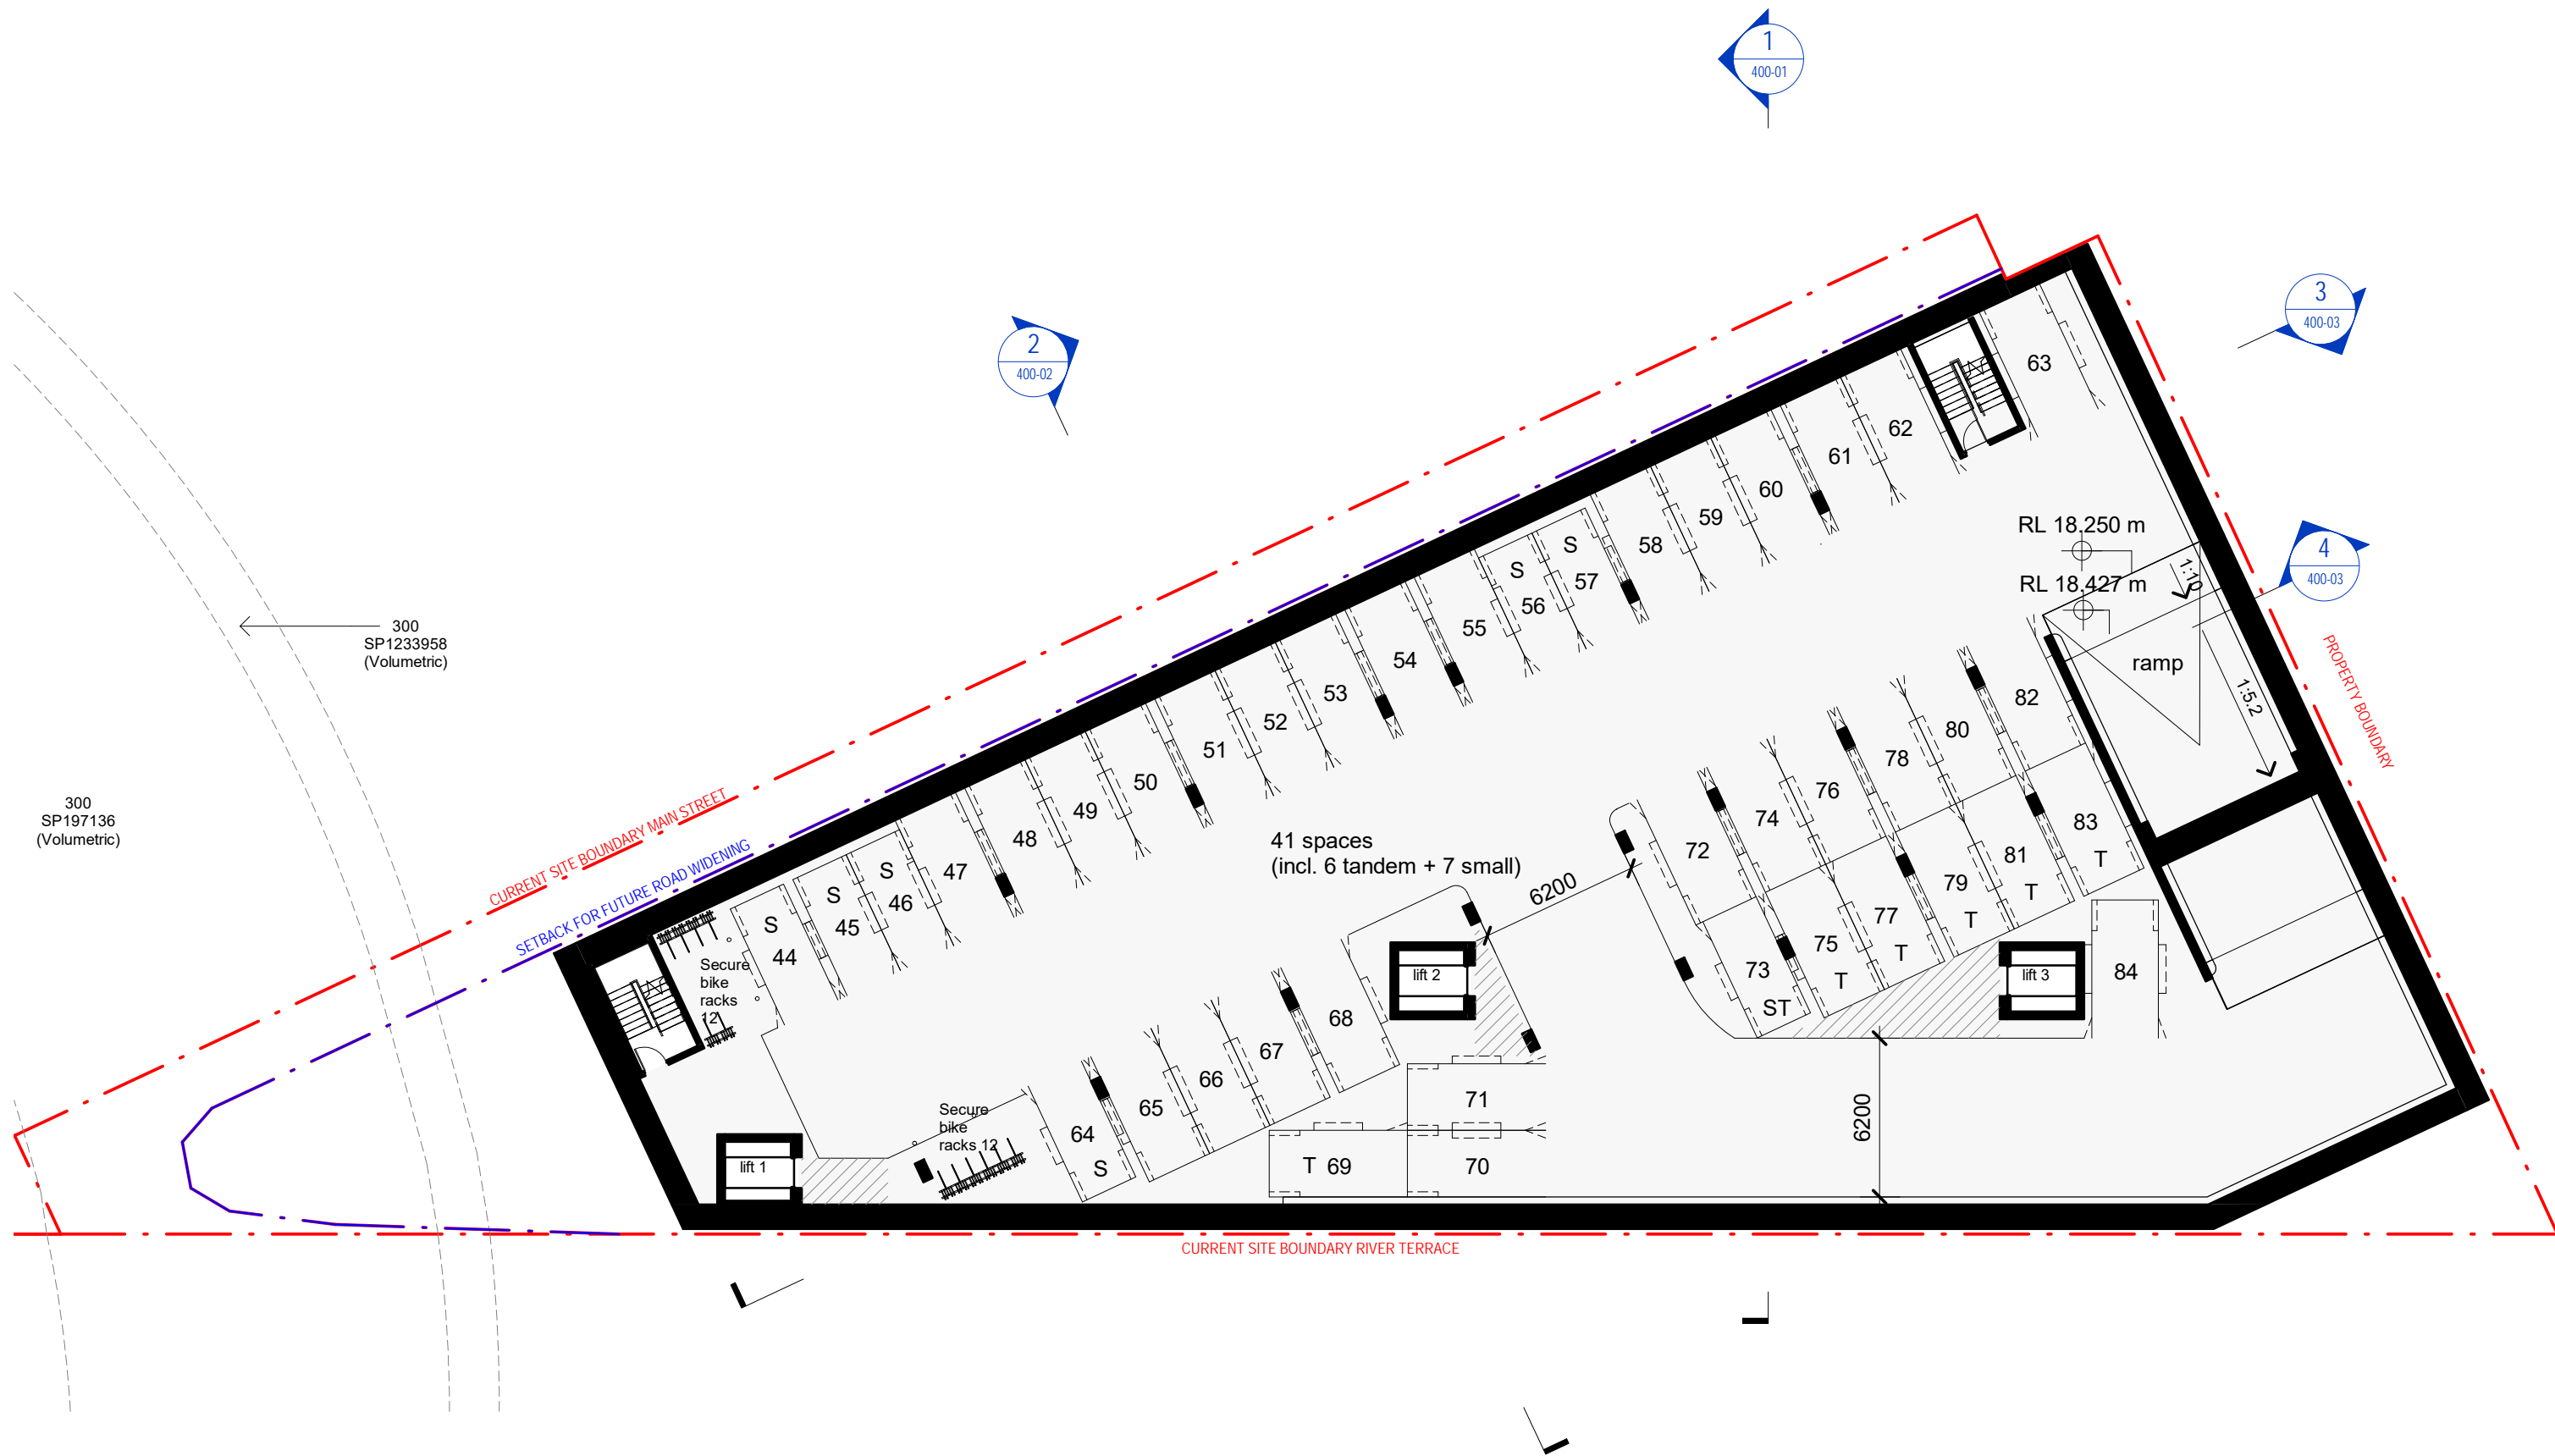 1
400-01
2
400-02
3
400-03
4
400-03
63
62
61
60
59
58
S
57
S
56
55
54
53
52
51
50
49
48
47
S
46
S
45
S
44
RL 18.250 m
RL 18.427 m
1:10
ramp
1:5.2
PROPERTY BOUNDARY
300
SP1233958
(Volumetric)
300
SP197136
(Volumetric)
CURRENT SITE BOUNDARY MAIN STREET
SETBACK FOR FUTURE ROAD WIDENING
41 spaces
(incl. 6 tandem + 7 small)
6200
72
74
76
78
80
82
73
ST
75
T
77
T
79
T
81
T
83
T
84
lift 2
lift 3
Secure
bike
racks
12
Secure
bike
racks 12
lift 1
64
S
65
66
67
68
71
T 69
70
6200
CURRENT SITE BOUNDARY RIVER TERRACE